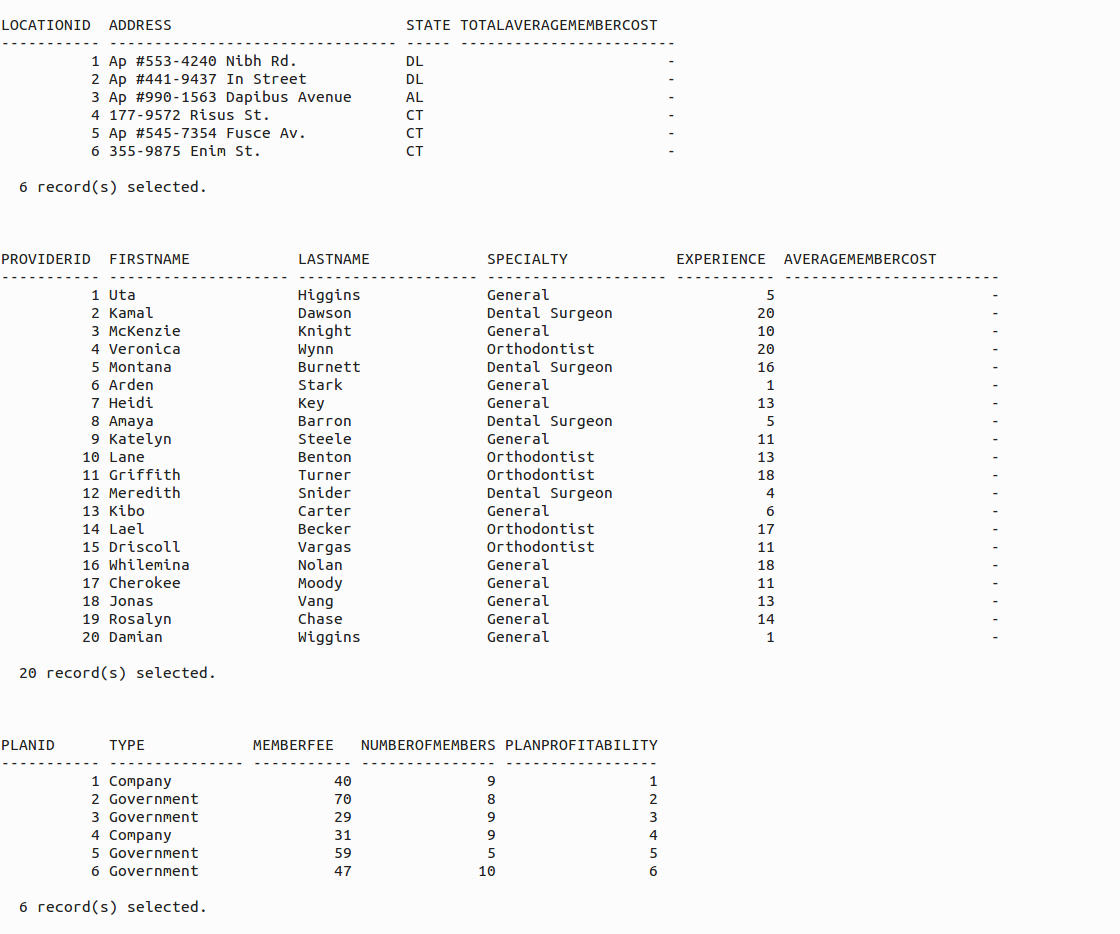 LOCATIONID  ADDRESS                          STATE TOTALAVERAGEMEMBERCOST
----------- -------------------------------- ----- ------------------------
          1 Ap #553-4240 Nibh Rd.            DL                           -
          2 Ap #441-9437 In Street           DL                           -
          3 Ap #990-1563 Dapibus Avenue      AL                           -
          4 177-9572 Risus St.               CT                           -
          5 Ap #545-7354 Fusce Av.           CT                           -
          6 355-9875 Enim St.                CT                           -

  6 record(s) selected.

PROVIDERID  FIRSTNAME            LASTNAME             SPECIALTY            EXPERIENCE  AVERAGEMEMBERCOST
----------- -------------------- -------------------- -------------------- ----------- ------------------------
          1 Uta                  Higgins              General                        5                        -
          2 Kamal                Dawson               Dental Surgeon                20                        -
          3 McKenzie             Knight               General                       10                        -
          4 Veronica             Wynn                 Orthodontist                  20                        -
          5 Montana              Burnett              Dental Surgeon                16                        -
          6 Arden                Stark                General                        1                        -
          7 Heidi                Key                  General                       13                        -
          8 Amaya                Barron               Dental Surgeon                 5                        -
          9 Katelyn              Steele               General                       11                        -
         10 Lane                 Benton               Orthodontist                  13                        -
         11 Griffith             Turner               Orthodontist                  18                        -
         12 Meredith             Snider               Dental Surgeon                 4                        -
         13 Kibo                 Carter               General                        6                        -
         14 Lael                 Becker               Orthodontist                  17                        -
         15 Driscoll             Vargas               Orthodontist                  11                        -
         16 Whilemina            Nolan                General                       18                        -
         17 Cherokee             Moody                General                       11                        -
         18 Jonas                Vang                 General                       13                        -
         19 Rosalyn              Chase                General                       14                        -
         20 Damian               Wiggins              General                        1                        -

  20 record(s) selected.

PLANID      TYPE            MEMBERFEE   NUMBEROFMEMBERS PLANPROFITABILITY
----------- --------------- ----------- --------------- -----------------
          1 Company                  40               9                 1
          2 Government               70               8                 2
          3 Government               29               9                 3
          4 Company                  31               9                 4
          5 Government               59               5                 5
          6 Government               47              10                 6

  6 record(s) selected.